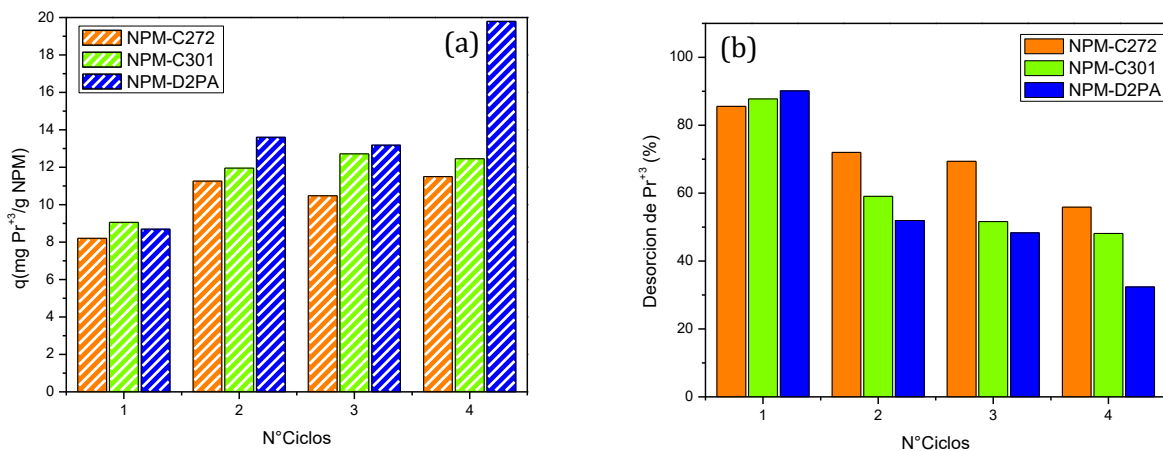 (a)
NPM-C272
NPM-C301
NPM-D2PA
q(mg Pr⁺³/g NPM)
20
18
16
14
12
10
8
6
4
2
0
1 2 3 4
N°Ciclos
(b)
NPM-C272
NPM-C301
NPM-D2PA
Desorcion de Pr⁺³ (%)
100
80
60
40
20
0
1 2 3 4
N°Ciclos